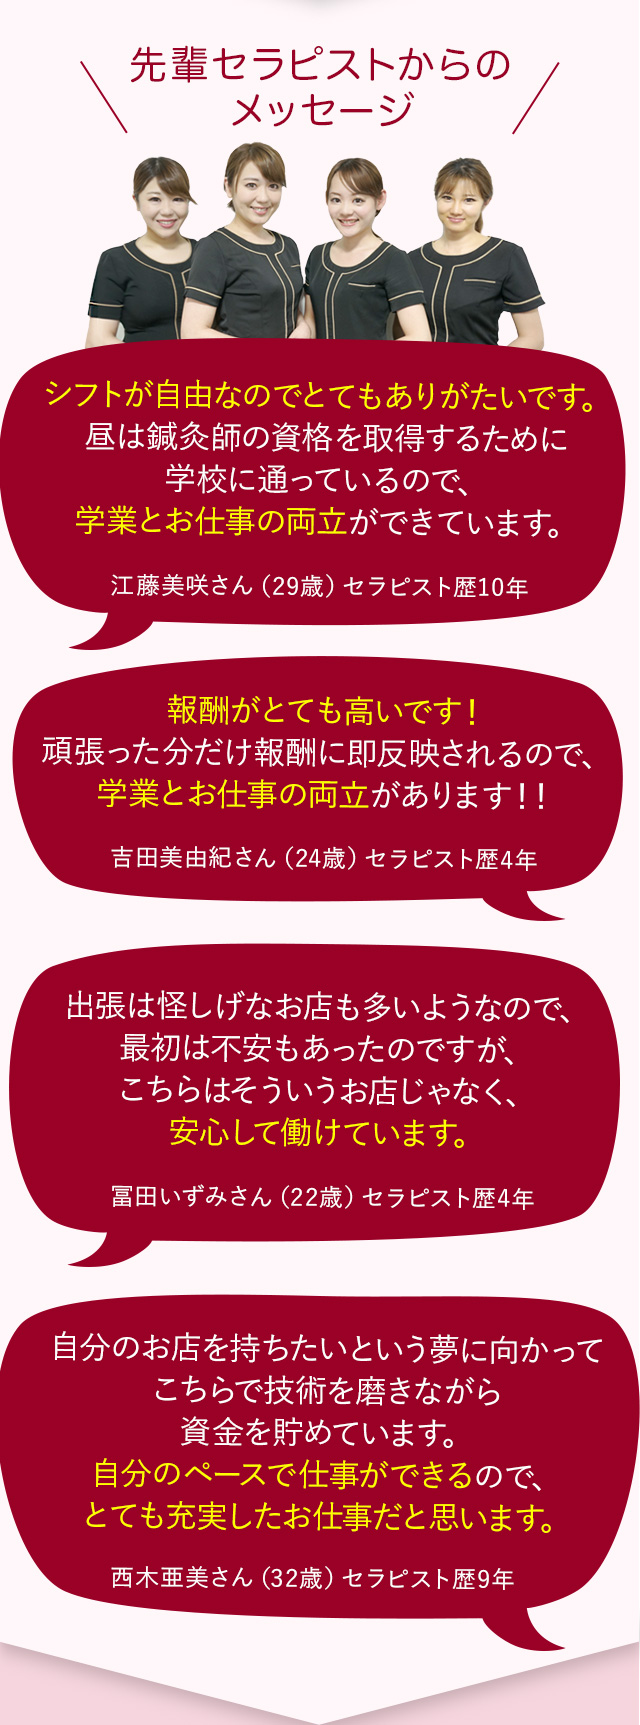 先輩セラピストからの
メッセージ
シフトが自由なのでとてもありがたいです。
昼は鍼灸師の資格を取得するために
学校に通っているので、
学業とお仕事の両立ができています。
江藤美咲さん（29歳）セラピスト歴10年
報酬がとても高いです！
頑張った分だけ報酬に即反映されるので、
学業とお仕事の両立があります！！
吉田美由紀さん（24歳）セラピスト歴4年
出張は怪しげなお店も多いようなので、
最初は不安もあったのですが、
こちらはそういうお店じゃなく、
安心して働けています。
冨田いずみさん（22歳）セラピスト歴4年
自分のお店を持ちたいという夢に向かって
こちらで技術を磨きながら
資金を貯めています。
自分のペースで仕事ができるので、
とても充実したお仕事だと思います。
西木亜美さん（32歳）セラピスト歴9年